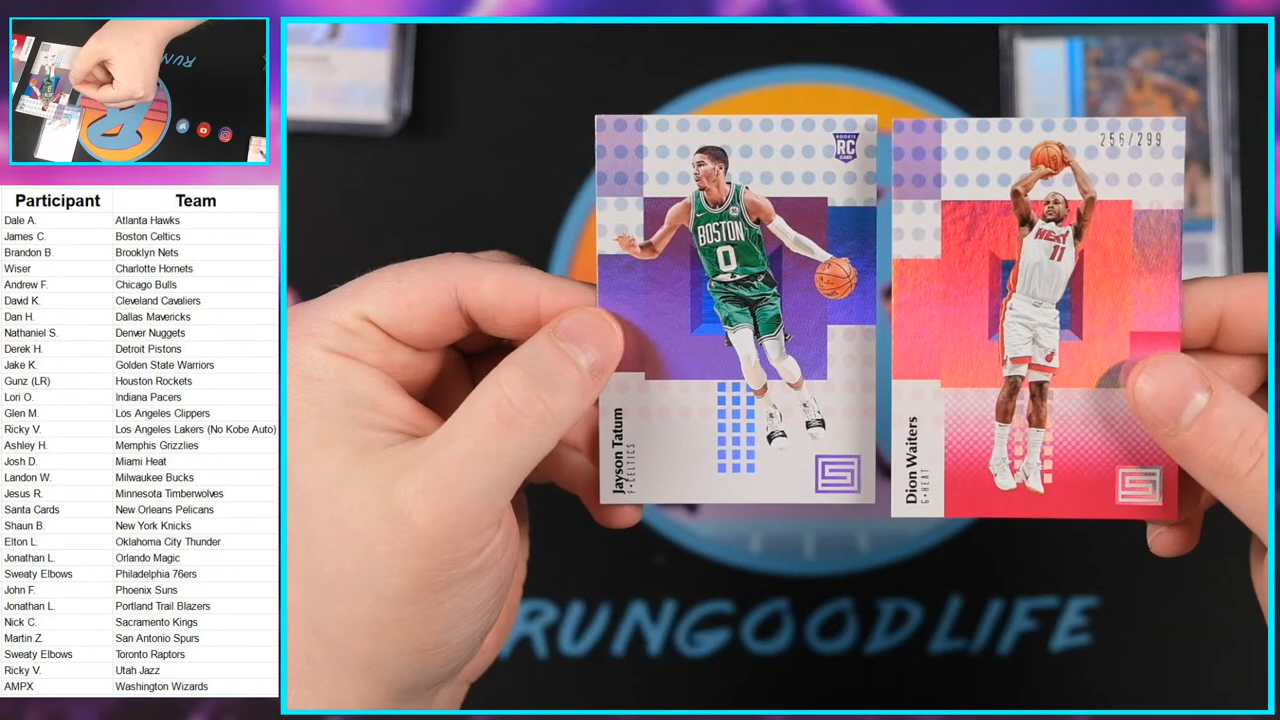 Participant Team
Dale A. Atlanta Hawks
James C. Boston Celtics
Brandon B. Brooklyn Nets
Wiser Charlotte Hornets
Andrew F. Chicago Bulls
David K. Cleveland Cavaliers
Dan H. Dallas Mavericks
Nathaniel S. Denver Nuggets
Derek H. Detroit Pistons
Jake K. Golden State Warriors
Gunz (LR) Houston Rockets
Lori O. Indiana Pacers
Glen M. Los Angeles Clippers
Ricky V. Los Angeles Lakers (No Kobe Auto)
Ashley H. Memphis Grizzlies
Josh D. Miami Heat
Landon W. Milwaukee Bucks
Jesus R. Minnesota Timberwolves
Santa Cards New Orleans Pelicans
Shaun B. New York Knicks
Elton L. Oklahoma City Thunder
Jonathan L. Orlando Magic
Sweaty Elbows Philadelphia 76ers
John F. Phoenix Suns
Jonathan L. Portland Trail Blazers
Nick C. Sacramento Kings
Martin Z. San Antonio Spurs
Sweaty Elbows Toronto Raptors
Ricky V. Utah Jazz
AMPX Washington Wizards
ROOKIE
RC
CARD
BOSTON
0
Jayson Tatum
F • CELTICS
256/299
HEAT
11
Dion Waiters
G • HEAT
RUNGOODLIFE